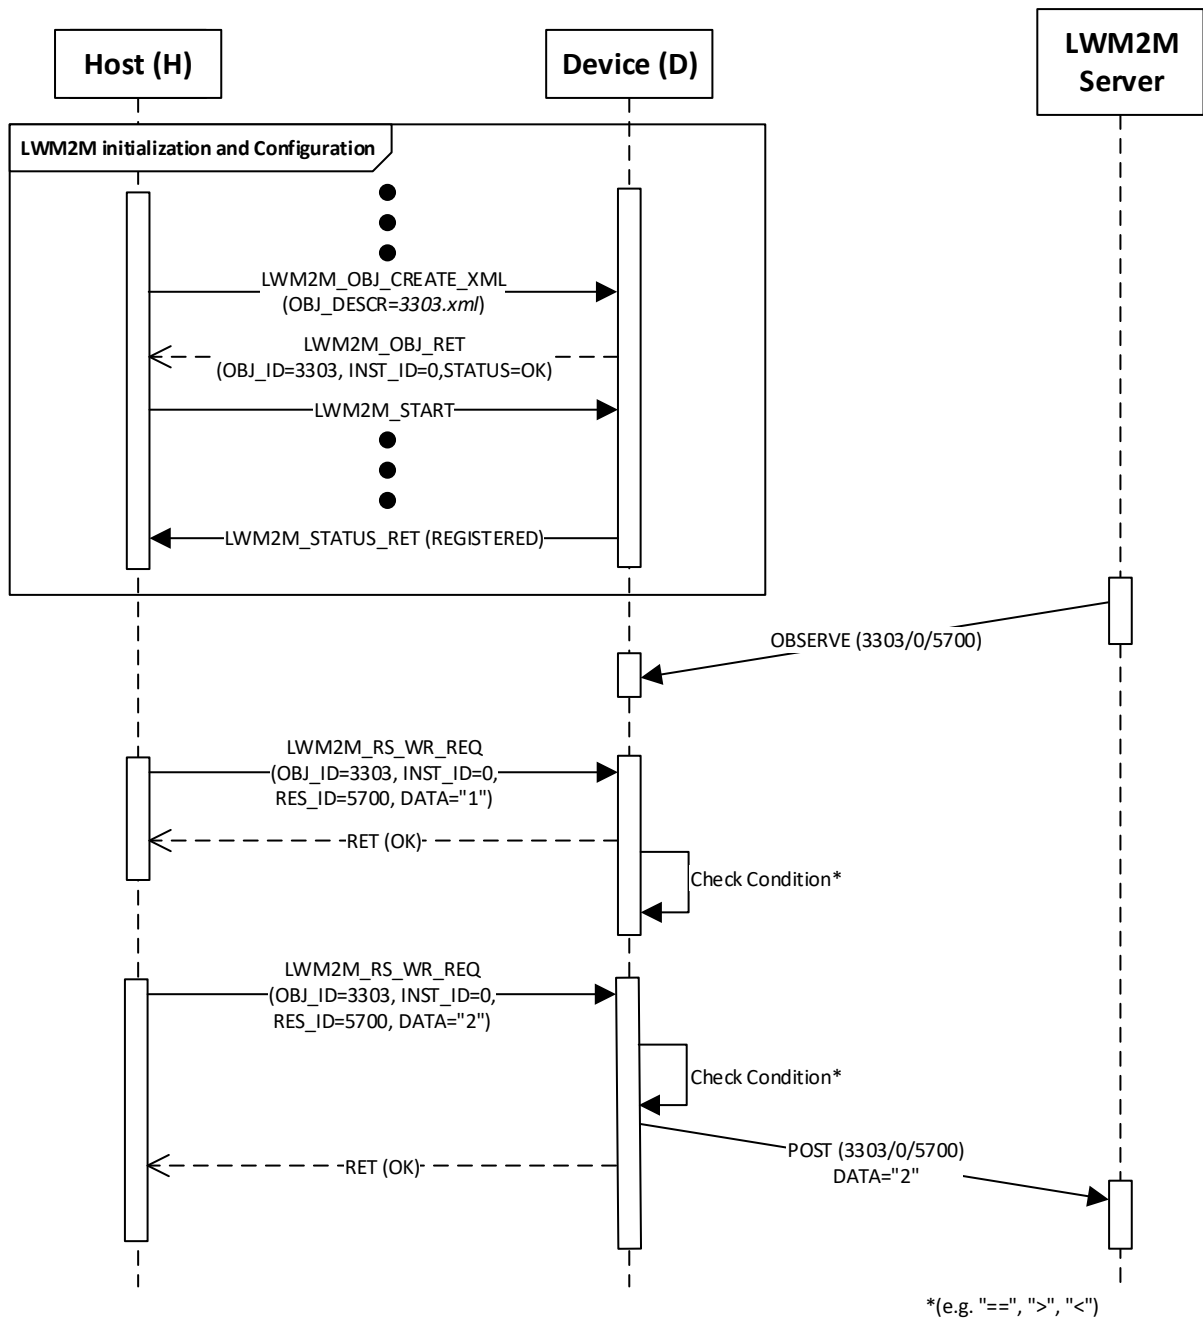 Host (H)
Device (D)
LWM2M
Server
LWM2M initialization and Configuration
LWM2M_OBJ_CREATE_XML
(OBJ_DESCR=3303.xml)
LWM2M_OBJ_RET
(OBJ_ID=3303, INST_ID=0,STATUS=OK)
LWM2M_START
LWM2M_STATUS_RET (REGISTERED)
OBSERVE (3303/0/5700)
LWM2M_RS_WR_REQ
(OBJ_ID=3303, INST_ID=0,
RES_ID=5700, DATA="1")
RET (OK)
Check Condition*
LWM2M_RS_WR_REQ
(OBJ_ID=3303, INST_ID=0,
RES_ID=5700, DATA="2")
Check Condition*
POST (3303/0/5700)
DATA="2"
RET (OK)
*(e.g. "==", ">", "<")